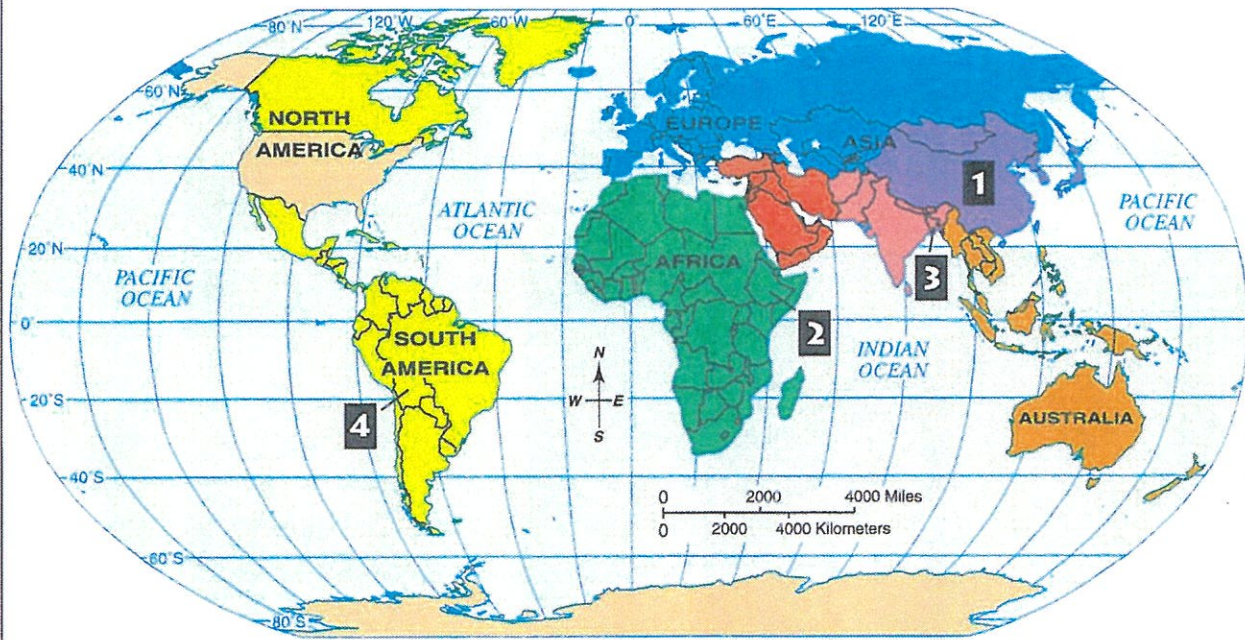 80°N
120°W
60°W
0°
60°E
120°E
60°N
NORTH
AMERICA
EUROPE
ASIA
40°N
1
ATLANTIC
OCEAN
PACIFIC
OCEAN
20°N
AFRICA
3
PACIFIC
OCEAN
0°
SOUTH
AMERICA
2
INDIAN
OCEAN
N
W
E
S
20°S
4
AUSTRALIA
40°S
0 2000 4000 Miles
0 2000 4000 Kilometers
60°S
80°S